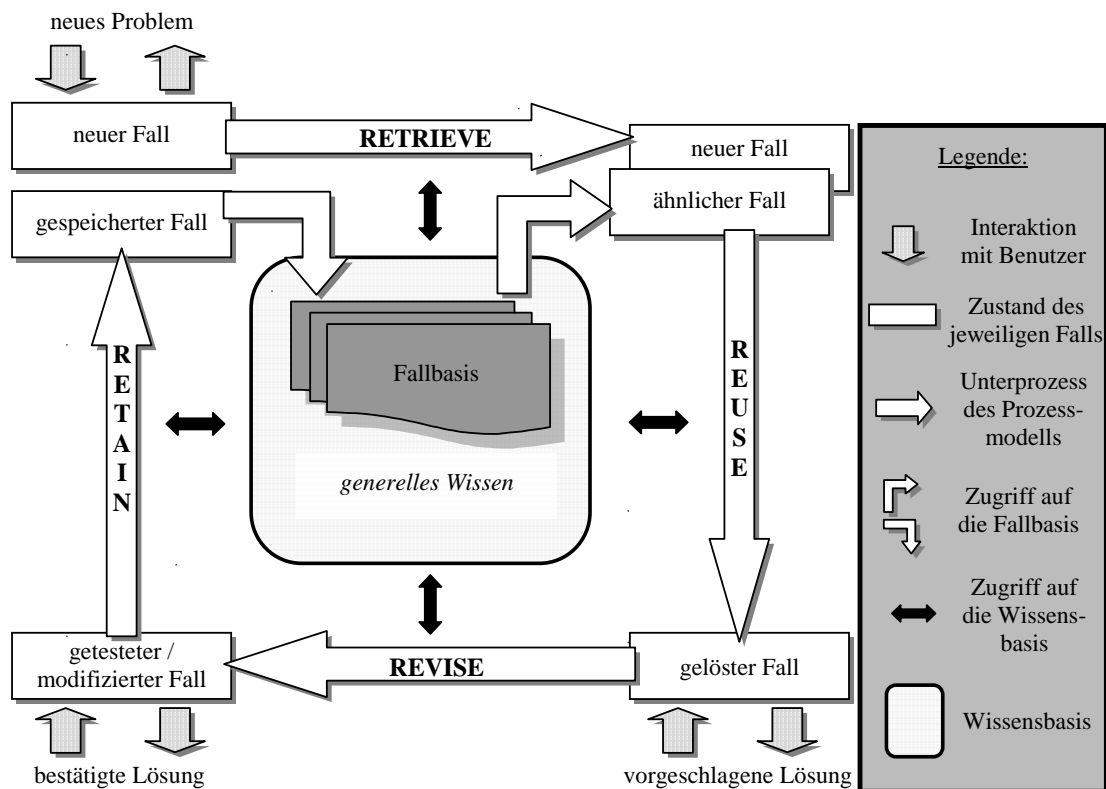 neues Problem
neuer Fall
RETRIEVE
neuer Fall
ähnlicher Fall
gespeicherter Fall
RETAIN
Fallbasis
generelles Wissen
REUSE
getesteter /
modifizierter Fall
REVISE
gelöster Fall
bestätigte Lösung
vorgeschlagene Lösung
Legende:
Interaktion
mit Benutzer
Zustand des
jeweiligen Falls
Unterprozess
des Prozess-
modells
Zugriff auf
die Fallbasis
Zugriff auf
die Wissens-
basis
Wissensbasis